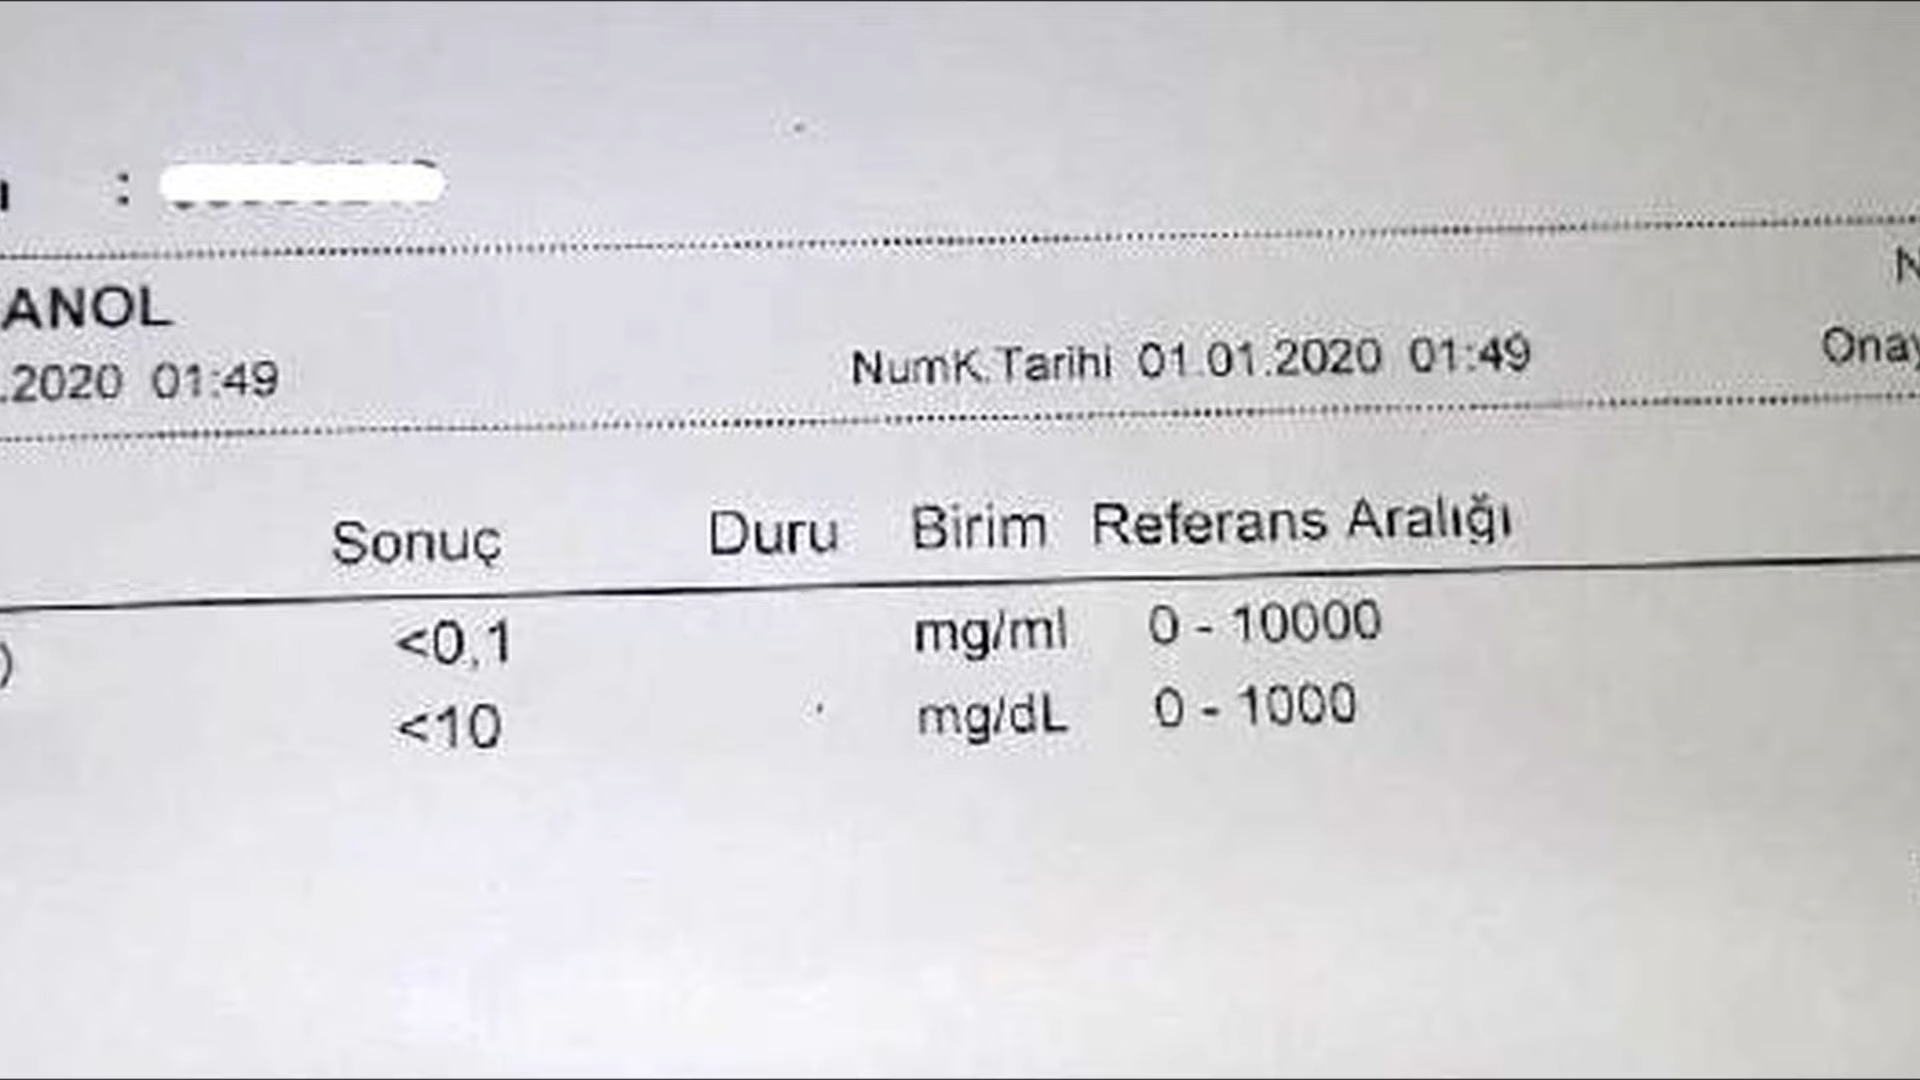 :
ANOL
.2020 01:49 NumK.Tarihi 01.01.2020 01:49 Onay
Sonuç Duru Birim Referans Aralığı
) <0,1 mg/ml 0 - 10000
<10 mg/dL 0 - 1000